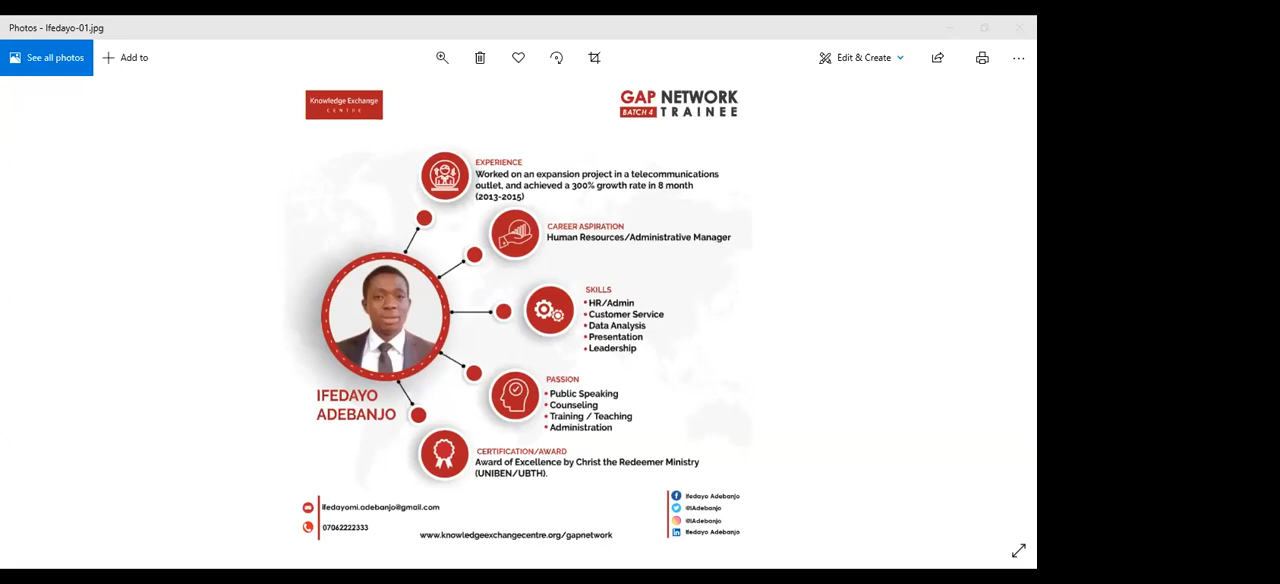 Photos - Ifedayo-01.jpg
See all photos
Add to
Edit & Create
Knowledge Exchange
CENTRE
GAP NETWORK
BATCH 4 TRAINEE
EXPERIENCE
Worked on an expansion project in a telecommunications
outlet, and achieved a 300% growth rate in 8 month
(2013-2015)
CAREER ASPIRATION
Human Resources/Administrative Manager
SKILLS
• HR/Admin
• Customer Service
• Data Analysis
• Presentation
• Leadership
IFEDAYO
ADEBANJO
PASSION
• Public Speaking
• Counseling
• Training / Teaching
• Administration
CERTIFICATION/AWARD
Award of Excellence by Christ the Redeemer Ministry
(UNIBEN/UBTH).
ifedayomi.adebanjo@gmail.com
07062222333
www.knowledgeexchangecentre.org/gapnetwork
Ifedayo Adebanjo
@IAdebanjo
@IAdebanjo
Ifedayo Adebanjo